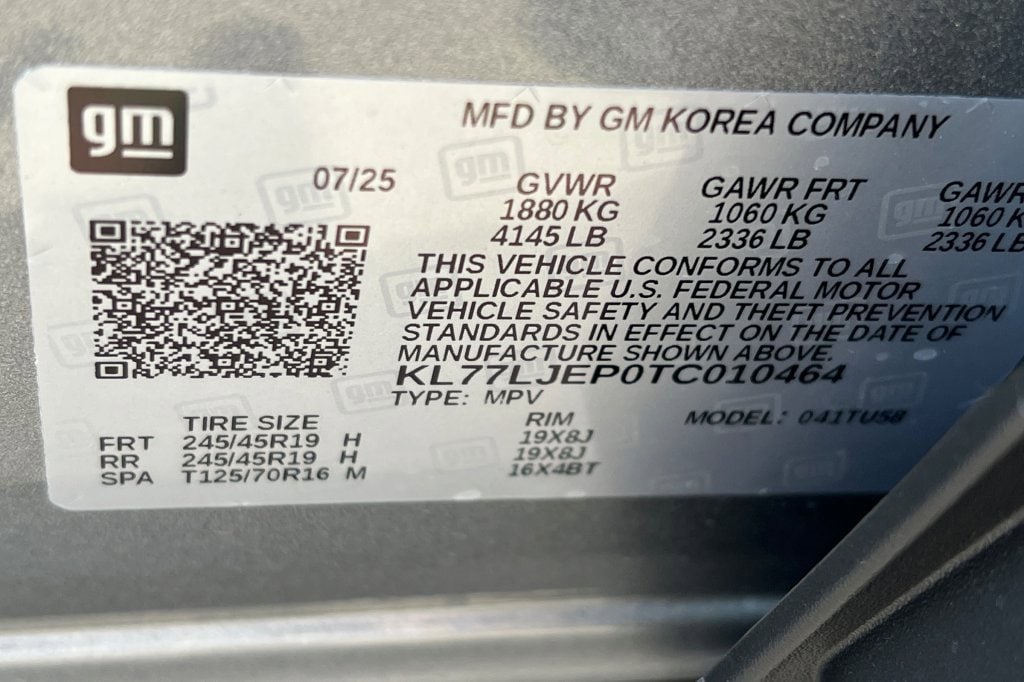 gm
MFD BY GM KOREA COMPANY
07/25 GVWR GAWR FRT GAWR
1880 KG 1060 KG 1060 K
4145 LB 2336 LB 2336 LB
THIS VEHICLE CONFORMS TO ALL
APPLICABLE U.S. FEDERAL MOTOR
VEHICLE SAFETY AND THEFT PREVENTION
STANDARDS IN EFFECT ON THE DATE OF
MANUFACTURE SHOWN ABOVE.
KL77LJEP0TC010464
TYPE: MPV
TIRE SIZE RIM MODEL: 041TU58
FRT 245/45R19 H 19X8J
RR 245/45R19 H 19X8J
SPA T125/70R16 M 16X4BT